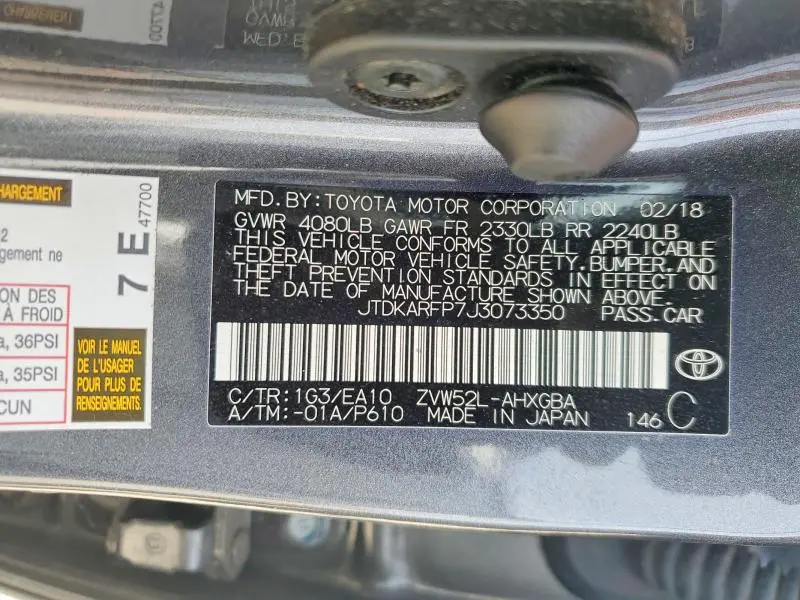 HARGEMENT
gement ne
ON DES
À FROID
a, 36PSI
a, 35PSI
CUN
7 E
47700
VOIR LE MANUEL
DE L'USAGER
POUR PLUS DE
RENSEIGNEMENTS.
MFD.BY:TOYOTA MOTOR CORPORATION 02/18
GVWR 4080LB GAWR FR 2330LB RR 2240LB
THIS VEHICLE CONFORMS TO ALL APPLICABLE
FEDERAL MOTOR VEHICLE SAFETY,BUMPER,AND
THEFT PREVENTION STANDARDS IN EFFECT ON
THE DATE OF MANUFACTURE SHOWN ABOVE.
JTDKARFP7J3073350 PASS.CAR
C/TR:1G3/EA10 ZVW52L-AHXGBA
A/TM:-01A/P610 MADE IN JAPAN 146 C